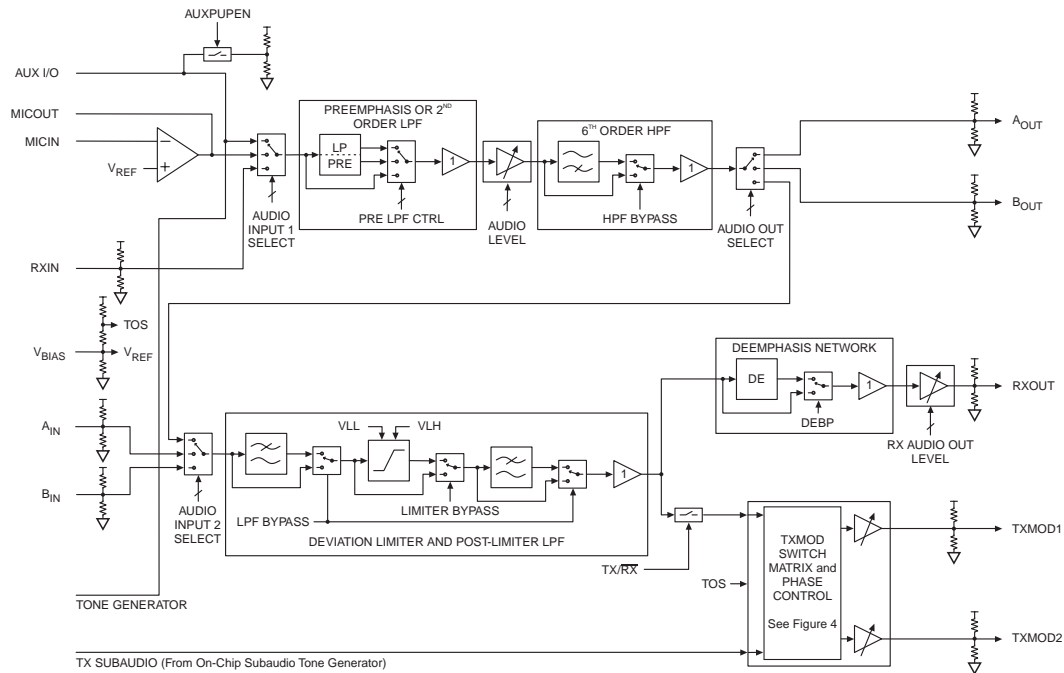 AUXPUPEN
AUX I/O
MICOUT
MICIN
VREF
PREEMPHASIS OR 2ND
ORDER LPF
LP
PRE
1
PRE LPF CTRL
AUDIO
INPUT 1
SELECT
AUDIO
LEVEL
6TH ORDER HPF
1
HPF BYPASS
AUDIO OUT
SELECT
AOUT
BOUT
RXIN
TOS
VBIAS
VREF
DEEMPHASIS NETWORK
DE
1
DEBP
RXOUT
RX AUDIO OUT
LEVEL
AIN
BIN
AUDIO
INPUT 2
SELECT
VLL
VLH
1
LPF BYPASS
LIMITER BYPASS
DEVIATION LIMITER AND POST-LIMITER LPF
TX/RX
TOS
TXMOD
SWITCH
MATRIX and
PHASE
CONTROL
See Figure 4
TXMOD1
TXMOD2
TONE GENERATOR
TX SUBAUDIO (From On-Chip Subaudio Tone Generator)